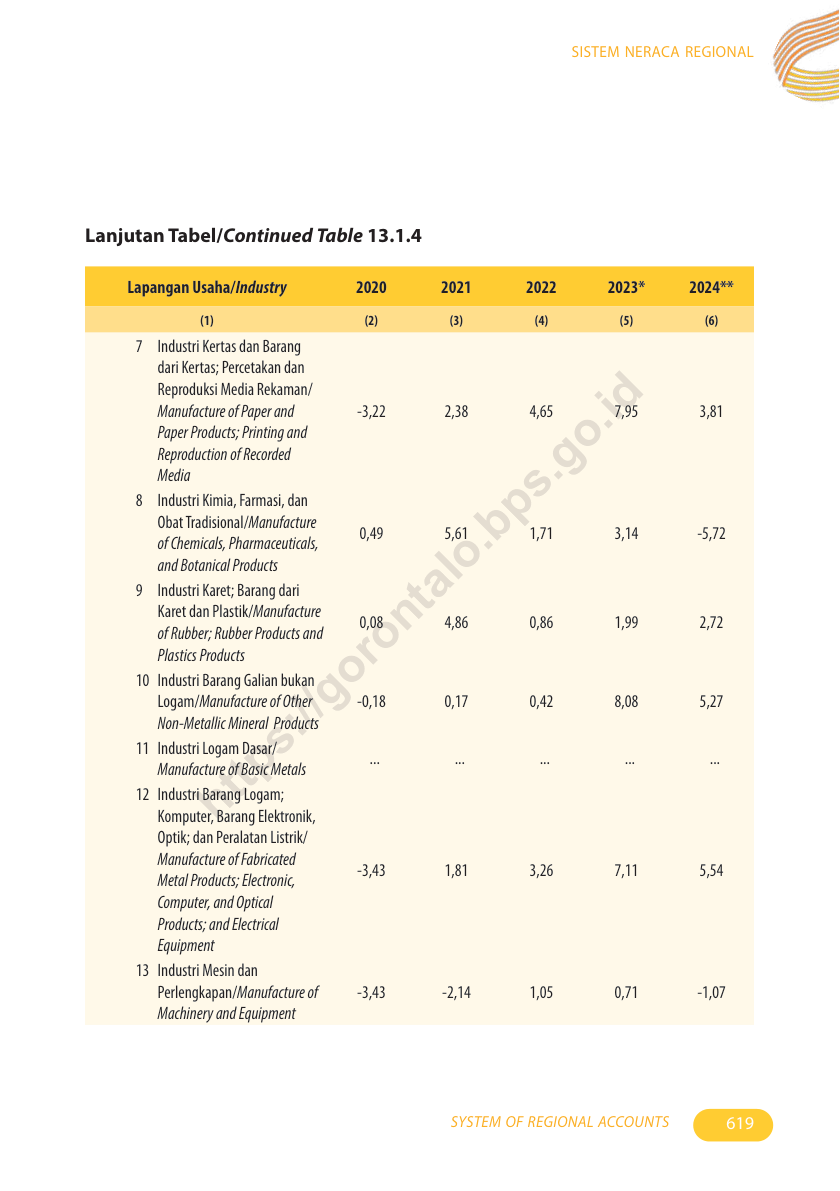 SISTEM NERACA REGIONAL
Lanjutan Tabel/Continued Table 13.1.4
Lapangan Usaha/Industry 2020 2021 2022 2023* 2024**
(1) (2) (3) (4) (5) (6)
7 Industri Kertas dan Barang
dari Kertas; Percetakan dan
Reproduksi Media Rekaman/
Manufacture of Paper and -3,22 2,38 4,65 7,95 3,81
Paper Products; Printing and
Reproduction of Recorded
Media
8 Industri Kimia, Farmasi, dan
Obat Tradisional/Manufacture
of Chemicals, Pharmaceuticals, 0,49 5,61 1,71 3,14 -5,72
and Botanical Products
9 Industri Karet; Barang dari
Karet dan Plastik/Manufacture
of Rubber; Rubber Products and 0,08 4,86 0,86 1,99 2,72
Plastics Products
10 Industri Barang Galian bukan
Logam/Manufacture of Other -0,18 0,17 0,42 8,08 5,27
Non-Metallic Mineral Products
11 Industri Logam Dasar/
Manufacture of Basic Metals ... ... ... ... ...
12 Industri Barang Logam;
Komputer, Barang Elektronik,
Optik; dan Peralatan Listrik/
Manufacture of Fabricated
Metal Products; Electronic, -3,43 1,81 3,26 7,11 5,54
Computer, and Optical
Products; and Electrical
Equipment
13 Industri Mesin dan
Perlengkapan/Manufacture of -3,43 -2,14 1,05 0,71 -1,07
Machinery and Equipment
https://gorontalo.bps.go.id
SYSTEM OF REGIONAL ACCOUNTS 619